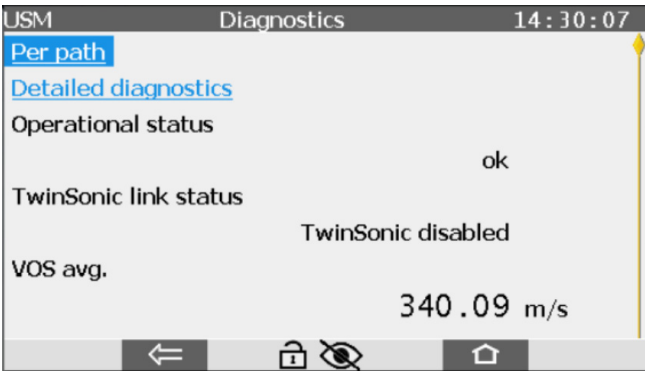 USM Diagnostics 14:30:07
Per path
Detailed diagnostics
Operational status
ok
TwinSonic link status
TwinSonic disabled
VOS avg.
340.09 m/s